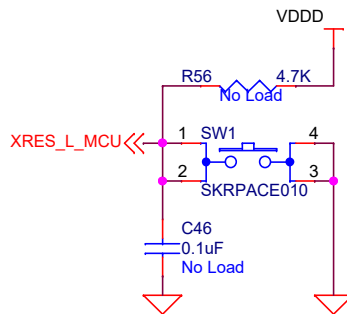 VDDD
R56 4.7K
No Load
XRES_L_MCU
1 SW1 4
2 3
SKRPACE010
C46
0.1uF
No Load